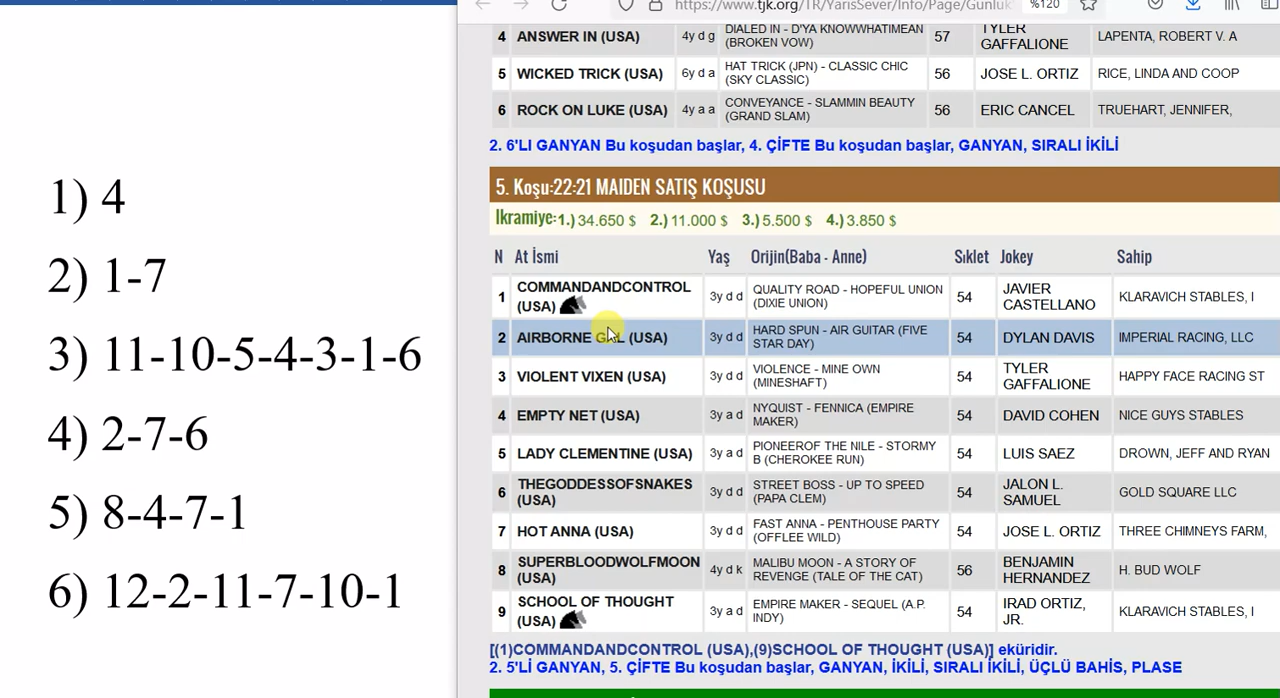 1) 4
2) 1-7
3) 11-10-5-4-3-1-6
4) 2-7-6
5) 8-4-7-1
6) 12-2-11-7-10-1
https://www.tjk.org/TR/YarisSever/Info/Page/Gunluk
%120
4 ANSWER IN (USA) 4y d g DIALED IN - D'YA KNOWWHATIMEAN (BROKEN VOW) 57 TYLER GAFFALIONE LAPENTA, ROBERT V. A
5 WICKED TRICK (USA) 6y d a HAT TRICK (JPN) - CLASSIC CHIC (SKY CLASSIC) 56 JOSE L. ORTIZ RICE, LINDA AND COOP
6 ROCK ON LUKE (USA) 4y a a CONVEYANCE - SLAMMIN BEAUTY (GRAND SLAM) 56 ERIC CANCEL TRUEHART, JENNIFER,
2. 6'LI GANYAN Bu koşudan başlar, 4. ÇİFTE Bu koşudan başlar, GANYAN, SIRALI İKİLİ
5. Koşu:22:21 MAIDEN SATIŞ KOŞUSU
İkramiye:1.) 34.650 $ 2.) 11.000 $ 3.) 5.500 $ 4.) 3.850 $
N At İsmi Yaş Orijin(Baba - Anne) Sıklet Jokey Sahip
1 COMMANDANDCONTROL (USA) 3y d d QUALITY ROAD - HOPEFUL UNION (DIXIE UNION) 54 JAVIER CASTELLANO KLARAVICH STABLES, I
2 AIRBORNE GIRL (USA) 3y d d HARD SPUN - AIR GUITAR (FIVE STAR DAY) 54 DYLAN DAVIS IMPERIAL RACING, LLC
3 VIOLENT VIXEN (USA) 3y d d VIOLENCE - MINE OWN (MINESHAFT) 54 TYLER GAFFALIONE HAPPY FACE RACING ST
4 EMPTY NET (USA) 3y a d NYQUIST - FENNICA (EMPIRE MAKER) 54 DAVID COHEN NICE GUYS STABLES
5 LADY CLEMENTINE (USA) 3y a d PIONEEROF THE NILE - STORMY B (CHEROKEE RUN) 54 LUIS SAEZ DROWN, JEFF AND RYAN
6 THEGODDESSOFSNAKES (USA) 3y d d STREET BOSS - UP TO SPEED (PAPA CLEM) 54 JALON L. SAMUEL GOLD SQUARE LLC
7 HOT ANNA (USA) 3y d d FAST ANNA - PENTHOUSE PARTY (OFFLEE WILD) 54 JOSE L. ORTIZ THREE CHIMNEYS FARM,
8 SUPERBLOODWOLFMOON (USA) 4y d k MALIBU MOON - A STORY OF REVENGE (TALE OF THE CAT) 56 BENJAMIN HERNANDEZ H. BUD WOLF
9 SCHOOL OF THOUGHT (USA) 3y a d EMPIRE MAKER - SEQUEL (A.P. INDY) 54 IRAD ORTIZ, JR. KLARAVICH STABLES, I
[(1)COMMANDANDCONTROL (USA),(9)SCHOOL OF THOUGHT (USA)] eküridir.
2. 5'Lİ GANYAN, 5. ÇİFTE Bu koşudan başlar, GANYAN, İKİLİ, SIRALI İKİLİ, ÜÇLÜ BAHİS, PLASE